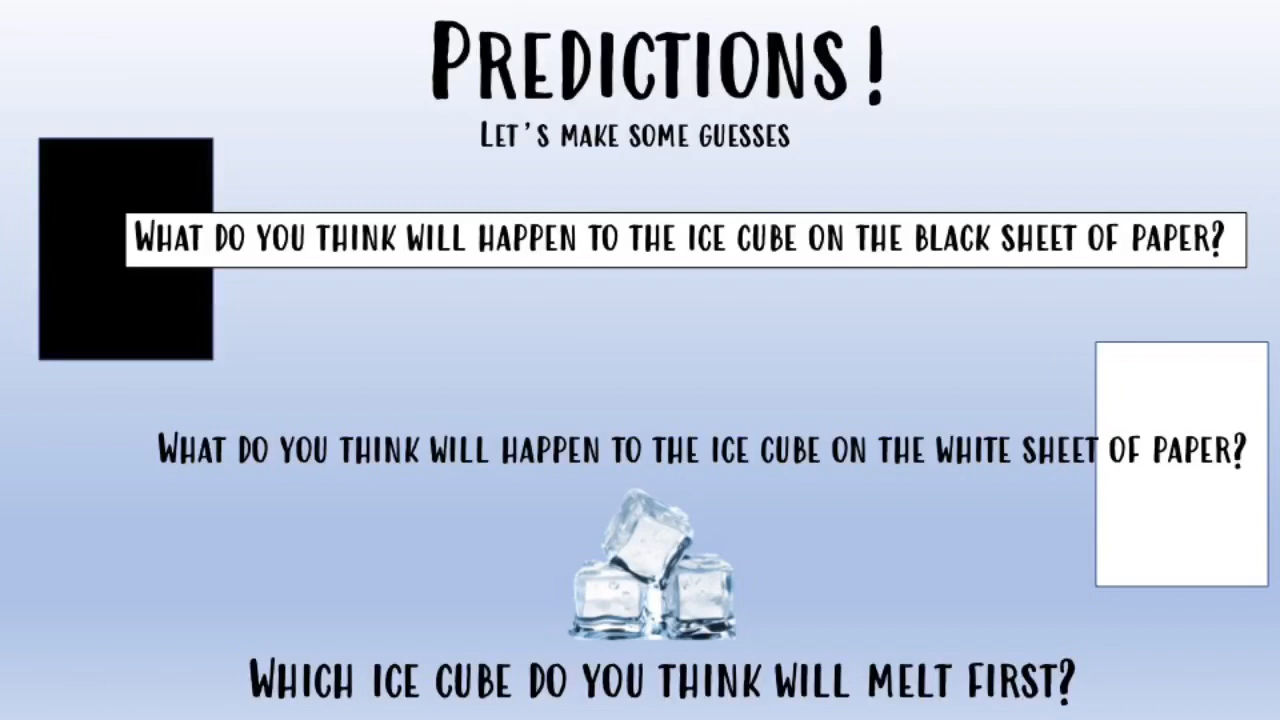 Predictions!
Let's make some guesses
What do you think will happen to the ice cube on the black sheet of paper?
What do you think will happen to the ice cube on the white sheet of paper?
Which ice cube do you think will melt first?